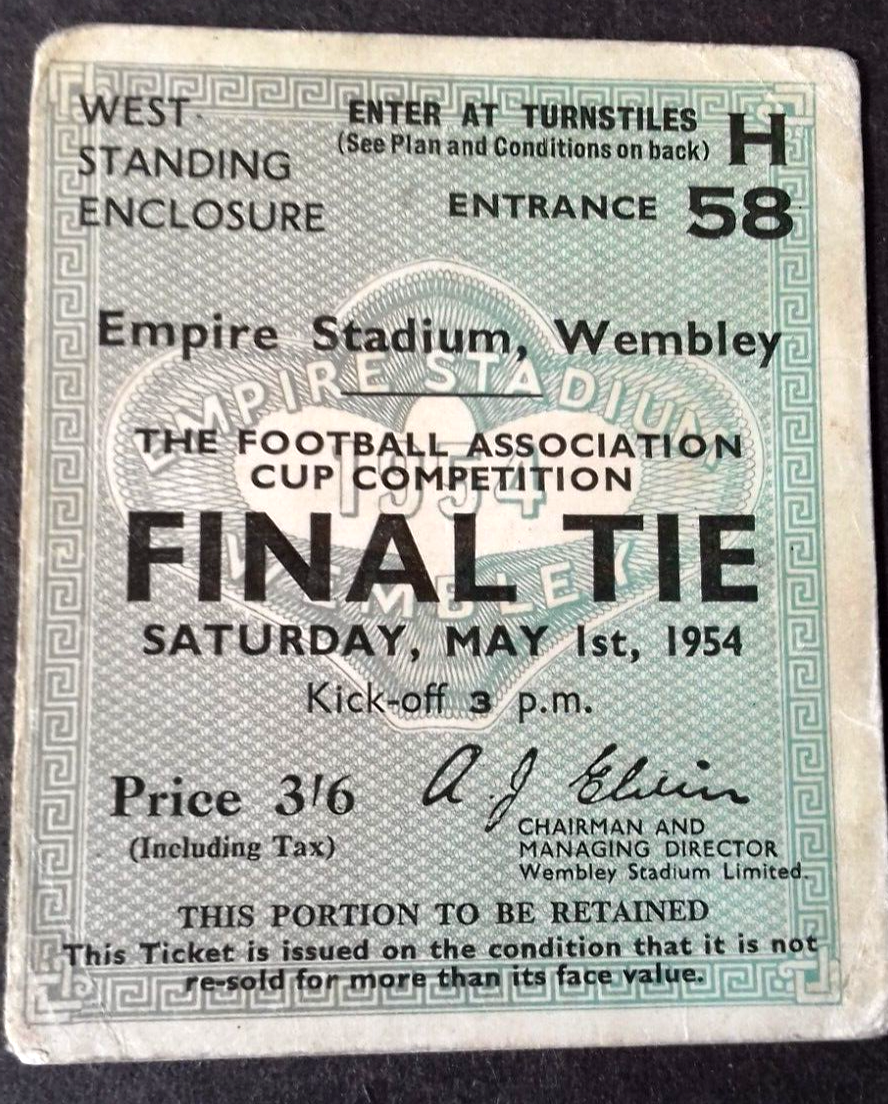 WEST
STANDING
ENCLOSURE
ENTER AT TURNSTILES
(See Plan and Conditions on back)
H
ENTRANCE 58
Empire Stadium, Wembley
EMPIRE STADIUM
1954
WEMBLEY
THE FOOTBALL ASSOCIATION
CUP COMPETITION
FINAL TIE
SATURDAY, MAY 1st, 1954
Kick-off 3 p.m.
Price 3/6
(Including Tax)
A. J. Elvin
CHAIRMAN AND
MANAGING DIRECTOR
Wembley Stadium Limited.
THIS PORTION TO BE RETAINED
This Ticket is issued on the condition that it is not
re-sold for more than its face value.